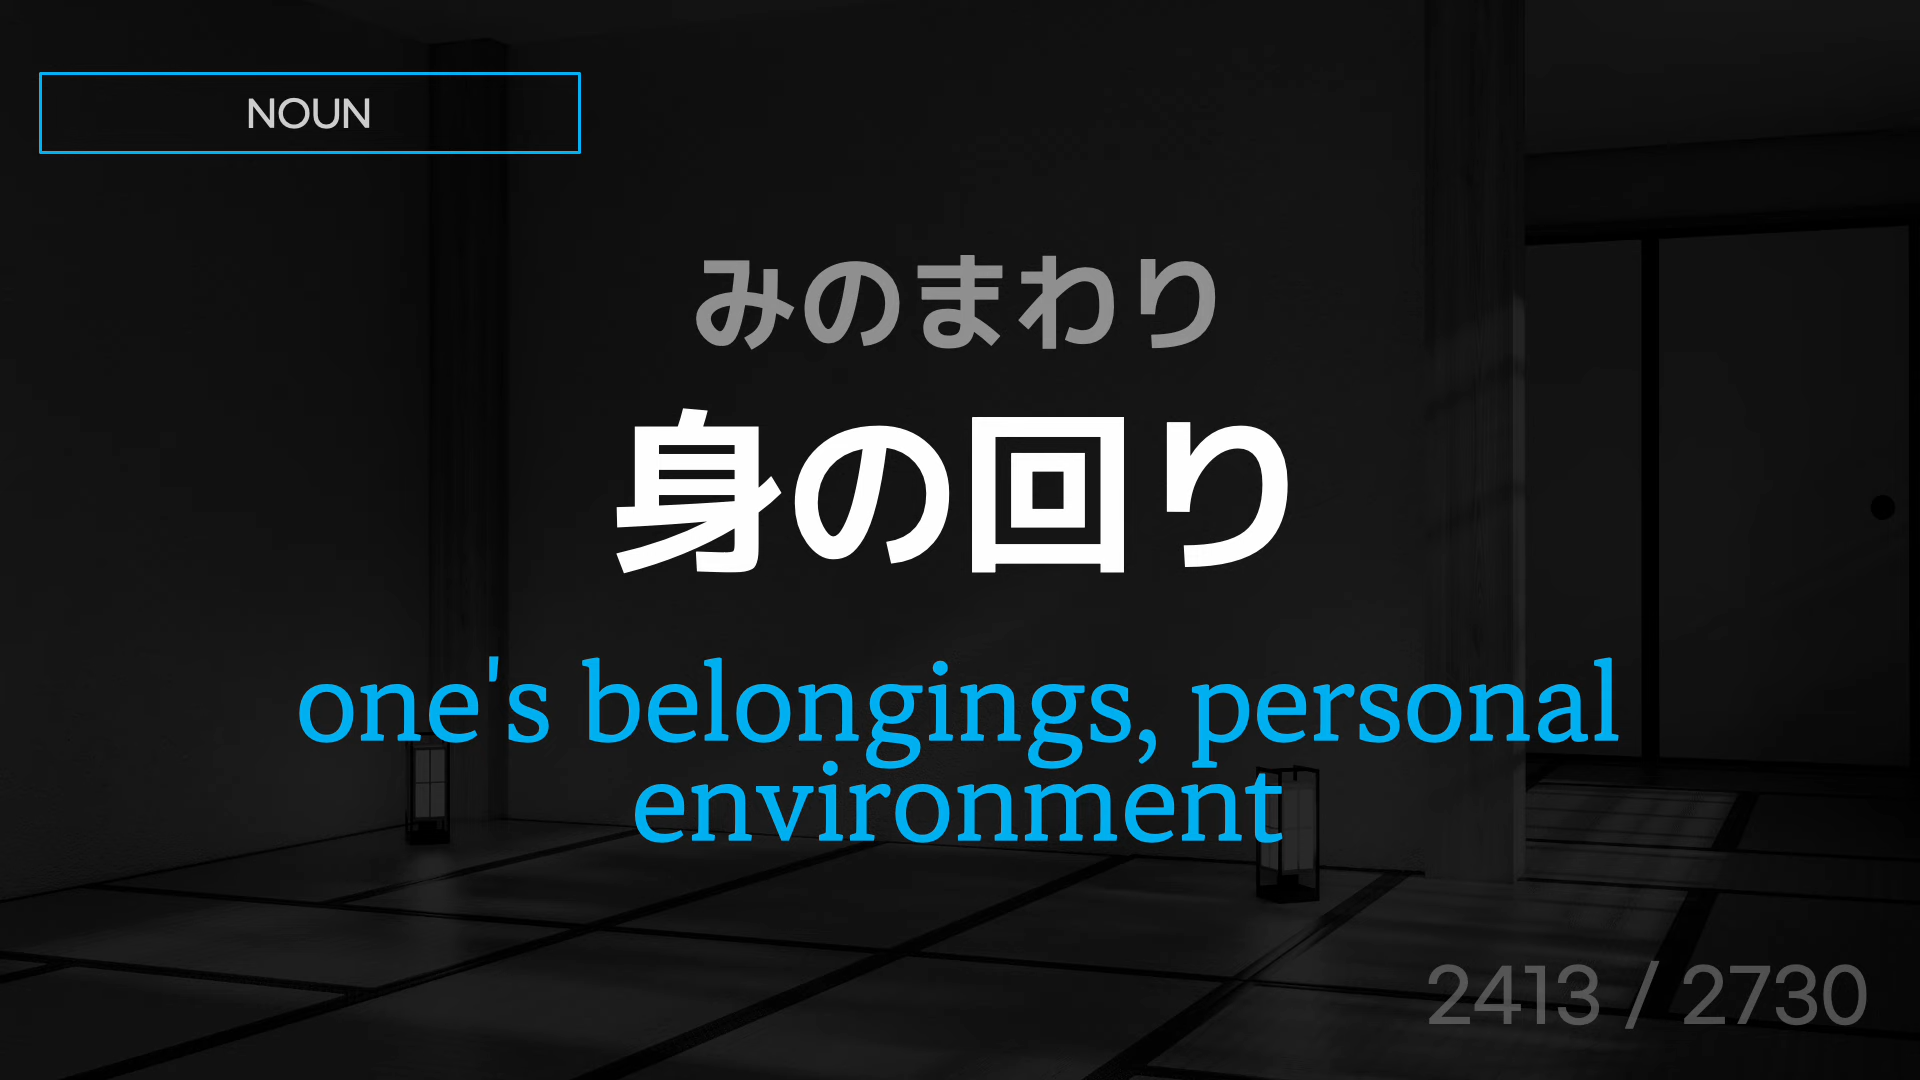 NOUN
みのまわり
身の回り
one's belongings, personal
environment
2413 / 2730